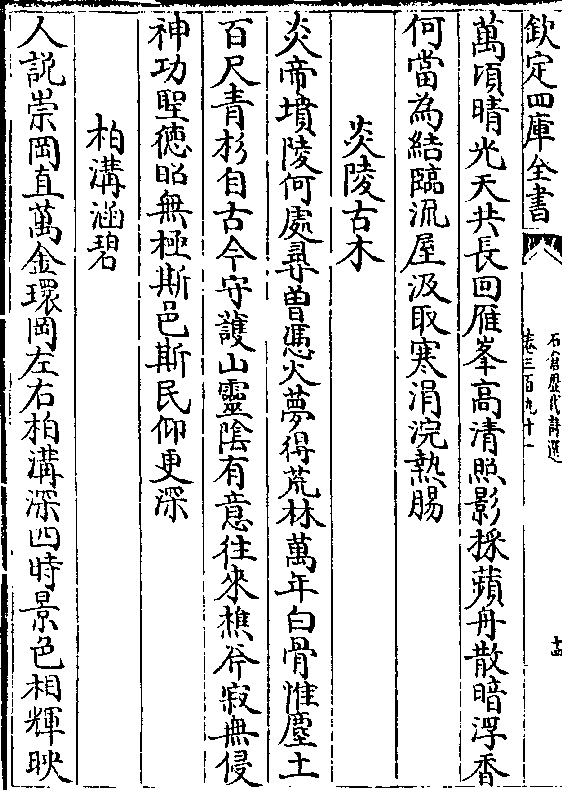 欽定四庫全書
石倉歷代詩選
卷三百九十一
十四
萬頃晴光天共長回雁峯高清照影採蘋舟散暗浮香
何當為結臨流屋汲取寒涓浣熱腸
炎陵古木
炎帝墳陵何處尋曽憑火夢得荒林萬年白骨惟塵土
百尺青杉自古今守護山靈陰有意往來樵斧寂無侵
神功聖徳昭無極斯邑斯民仰更深
柏溝涵碧
人説崇岡直萬金環岡左右柏溝深四時景色相輝映